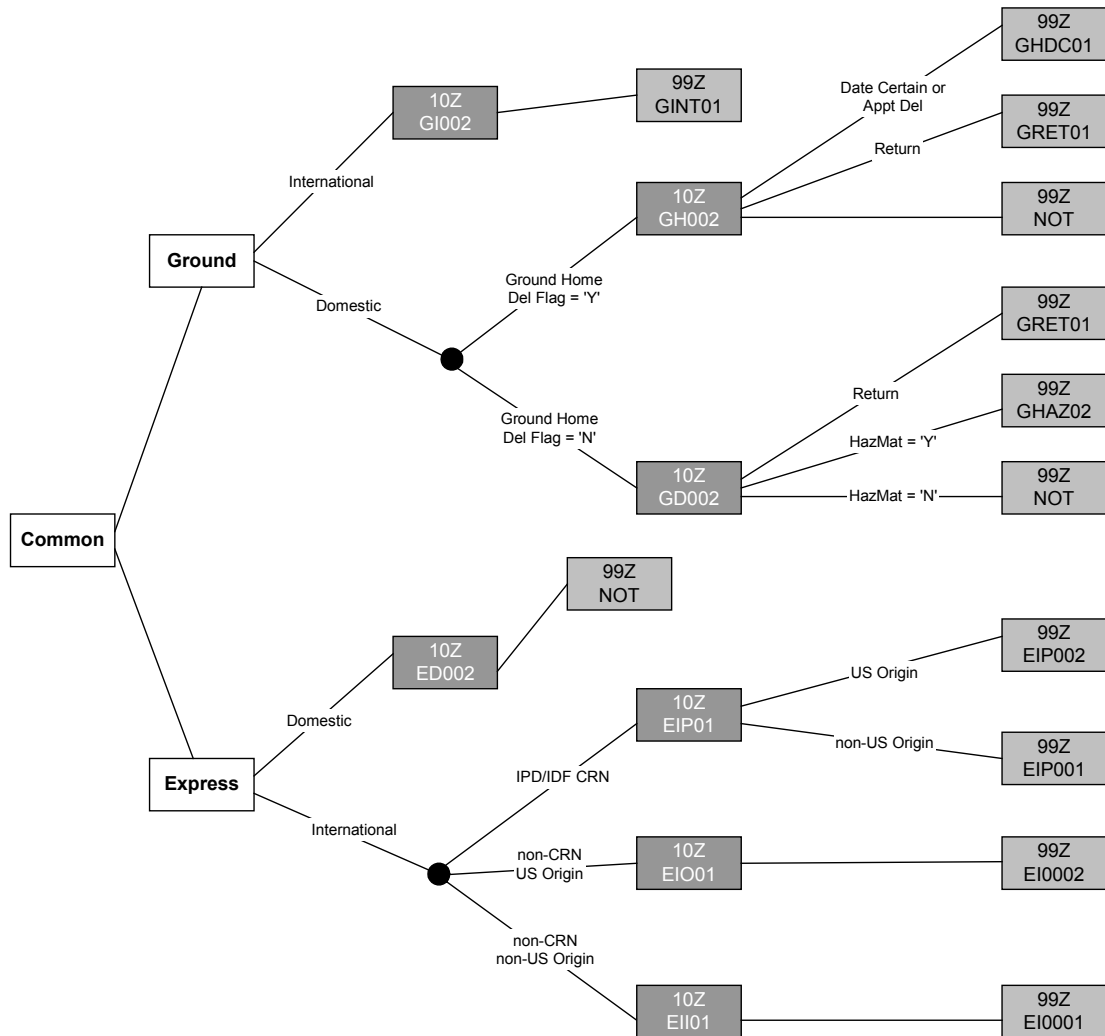 99Z
GHDC01
10Z
GI002
99Z
GINT01
Date Certain or
Appt Del
99Z
GRET01
Return
International
10Z
GH002
99Z
NOT
Ground
Ground Home
Del Flag = 'Y'
Domestic
99Z
GRET01
Return
99Z
GHAZ02
Ground Home
Del Flag = 'N'
HazMat = 'Y'
10Z
GD002
HazMat = 'N'
99Z
NOT
Common
99Z
NOT
10Z
ED002
99Z
EIP002
US Origin
10Z
EIP01
Domestic
non-US Origin
99Z
EIP001
Express
IPD/IDF CRN
International
non-CRN
US Origin
10Z
EIO01
99Z
EI0002
non-CRN
non-US Origin
10Z
EII01
99Z
EI0001